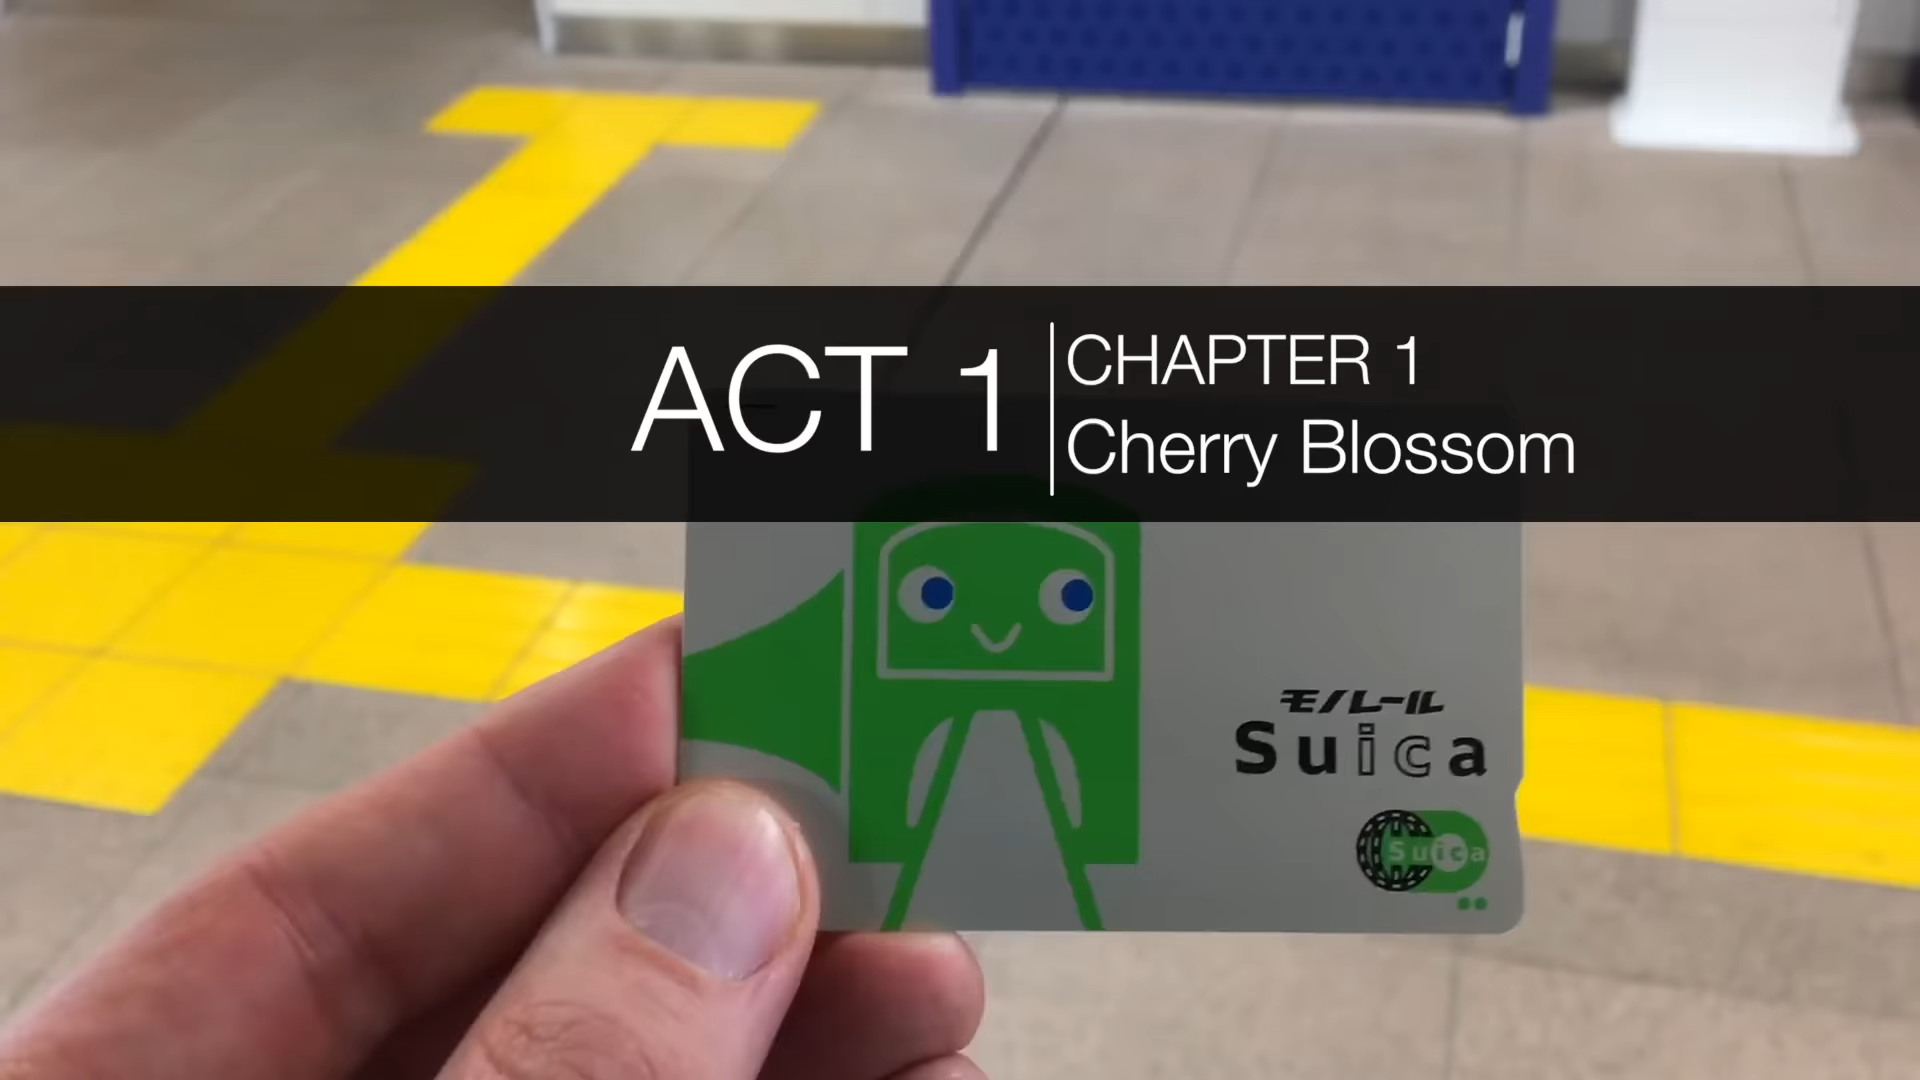 ACT 1
CHAPTER 1
Cherry Blossom
モノレール
Suica
Suica